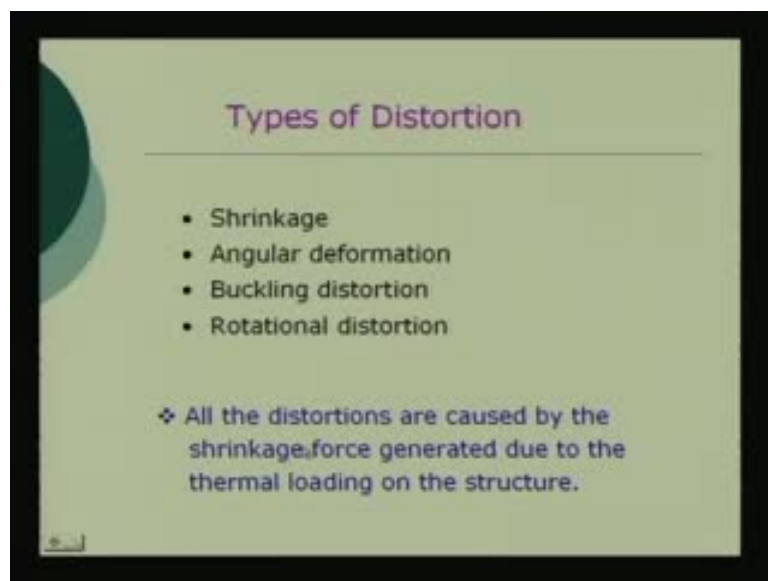 Types of Distortion
• Shrinkage
• Angular deformation
• Buckling distortion
• Rotational distortion
❖ All the distortions are caused by the
shrinkage force generated due to the
thermal loading on the structure.